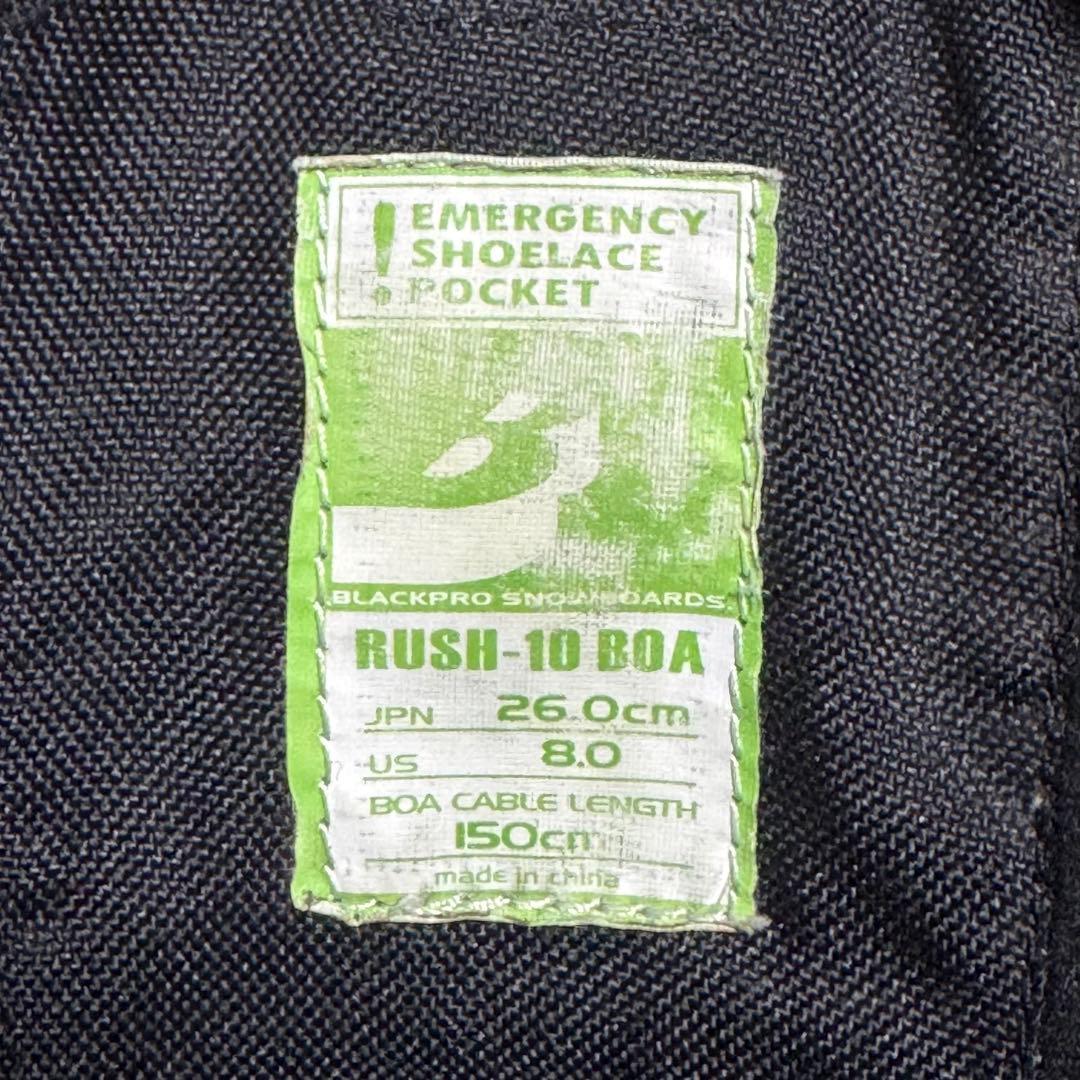 ! EMERGENCY
SHOELACE
POCKET
BLACKPRO SNOWBOARDS
RUSH-10 BOA
JPN 26.0cm
US 8.0
BOA CABLE LENGTH
150cm
made in china